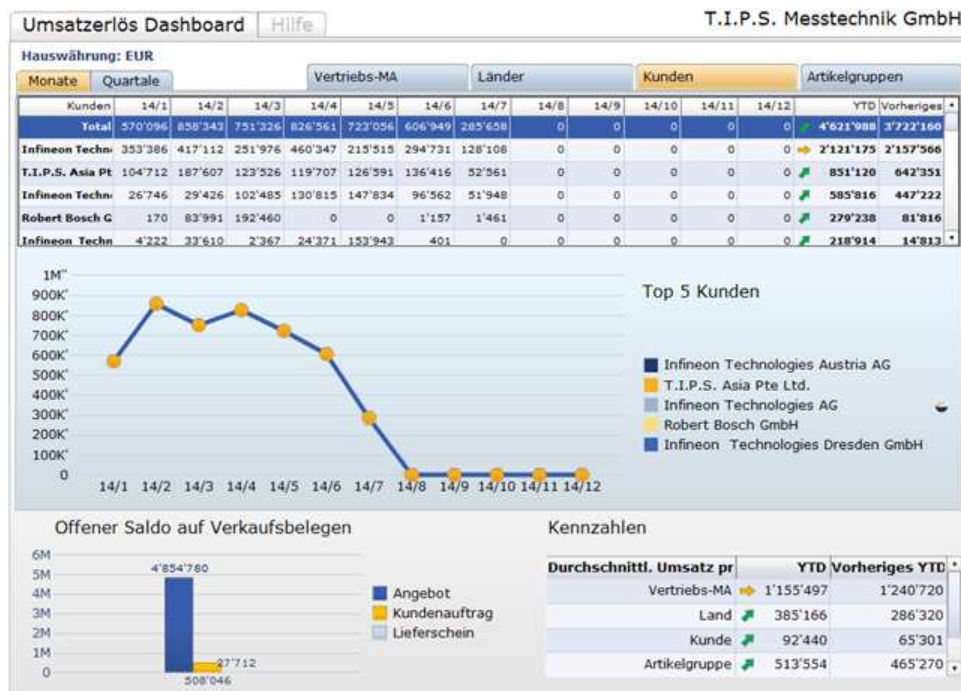 Umsatzerlös Dashboard Hilfe T.I.P.S. Messtechnik GmbH
Hauswährung: EUR
Monate Quartale Vertriebs-MA Länder Kunden Artikelgruppen
Kunden 14/1 14/2 14/3 14/4 14/5 14/6 14/7 14/8 14/9 14/10 14/11 14/12 YTD Vorheriges
Total 570'096 858'343 751'326 826'561 723'056 606'949 285'658 0 0 0 0 0 4'621'988 3'722'160
Infineon Techn 353'386 417'112 251'976 460'347 215'515 294'731 128'108 0 0 0 0 0 2'121'175 2'157'566
T.I.P.S. Asia Pt 104'712 187'607 123'526 119'707 126'591 136'416 52'561 0 0 0 0 0 851'120 642'351
Infineon Techn 26'746 29'426 102'485 130'815 147'834 96'562 51'948 0 0 0 0 0 585'816 447'222
Robert Bosch G 170 83'991 192'460 0 0 1'157 1'461 0 0 0 0 0 279'238 81'816
Infineon Techn 4'222 33'610 2'367 24'371 153'943 401 0 0 0 0 0 0 218'914 14'813
1M
900K
800K
700K
600K
500K
400K
300K
200K
100K
0
14/1 14/2 14/3 14/4 14/5 14/6 14/7 14/8 14/9 14/10 14/11 14/12
Top 5 Kunden
Infineon Technologies Austria AG
T.I.P.S. Asia Pte Ltd.
Infineon Technologies AG
Robert Bosch GmbH
Infineon Technologies Dresden GmbH
Offener Saldo auf Verkaufsbelegen
6M
5M
4M
3M
2M
1M
0
4'854'780
27'712
508'046
Angebot
Kundenauftrag
Lieferschein
Kennzahlen
Durchschnittl. Umsatz pr YTD Vorheriges YTD
Vertriebs-MA 1'155'497 1'240'720
Land 385'166 286'320
Kunde 92'440 65'301
Artikelgruppe 513'554 465'270